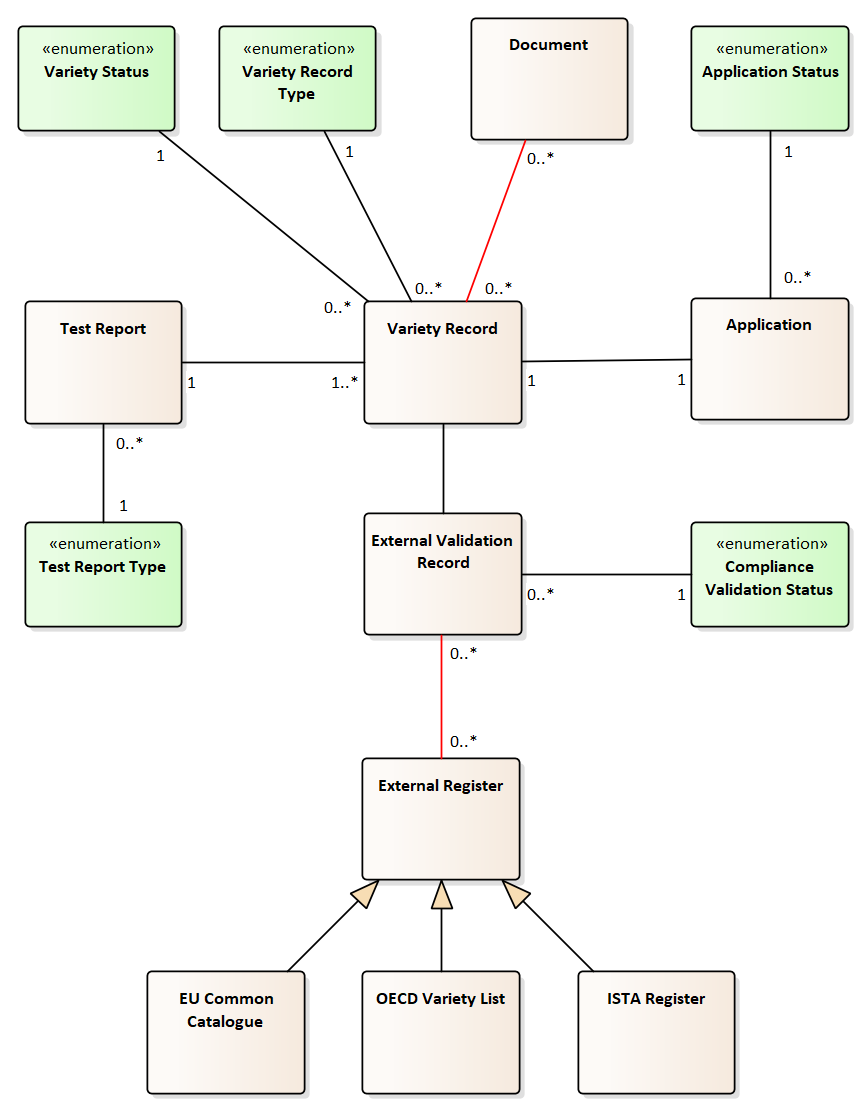 «enumeration»
Variety Status
«enumeration»
Variety Record
Type
Document
«enumeration»
Application Status
1
1
0..*
1
0..*
0..*
0..*
0..*
Test Report
Variety Record
Application
1
1..*
1
1
0..*
1
«enumeration»
Test Report Type
External Validation
Record
«enumeration»
Compliance
Validation Status
0..*
1
0..*
0..*
External Register
EU Common
Catalogue
OECD Variety List
ISTA Register